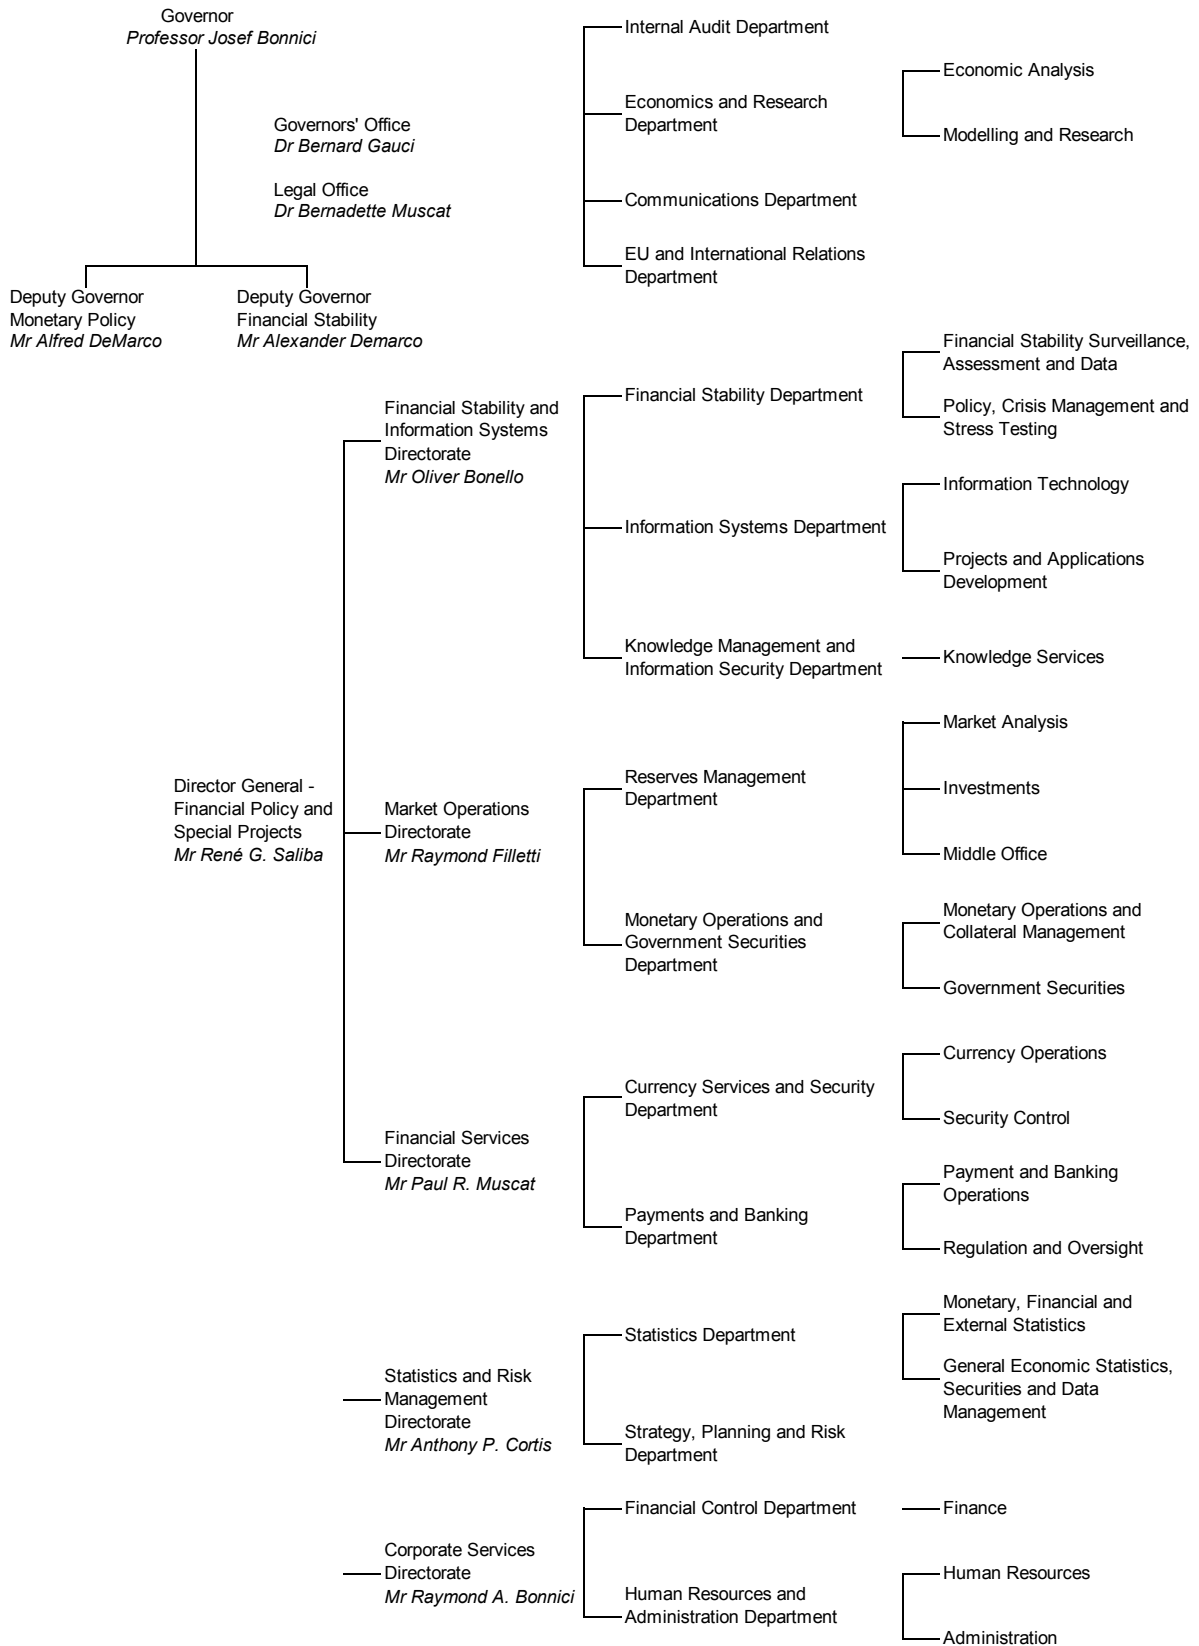 Governor
Professor Josef Bonnici
Governors' Office
Dr Bernard Gauci
Legal Office
Dr Bernadette Muscat
Deputy Governor
Monetary Policy
Mr Alfred DeMarco
Deputy Governor
Financial Stability
Mr Alexander Demarco
Internal Audit Department
Economics and Research
Department
Economic Analysis
Modelling and Research
Communications Department
EU and International Relations
Department
Director General -
Financial Policy and
Special Projects
Mr René G. Saliba
Financial Stability and
Information Systems
Directorate
Mr Oliver Bonello
Financial Stability Department
Financial Stability Surveillance,
Assessment and Data
Policy, Crisis Management and
Stress Testing
Information Systems Department
Information Technology
Projects and Applications
Development
Knowledge Management and
Information Security Department
Knowledge Services
Market Operations
Directorate
Mr Raymond Filletti
Reserves Management
Department
Market Analysis
Investments
Middle Office
Monetary Operations and
Government Securities
Department
Monetary Operations and
Collateral Management
Government Securities
Financial Services
Directorate
Mr Paul R. Muscat
Currency Services and Security
Department
Currency Operations
Security Control
Payments and Banking
Department
Payment and Banking
Operations
Regulation and Oversight
Statistics and Risk
Management
Directorate
Mr Anthony P. Cortis
Statistics Department
Monetary, Financial and
External Statistics
General Economic Statistics,
Securities and Data
Management
Strategy, Planning and Risk
Department
Corporate Services
Directorate
Mr Raymond A. Bonnici
Financial Control Department
Finance
Human Resources and
Administration Department
Human Resources
Administration